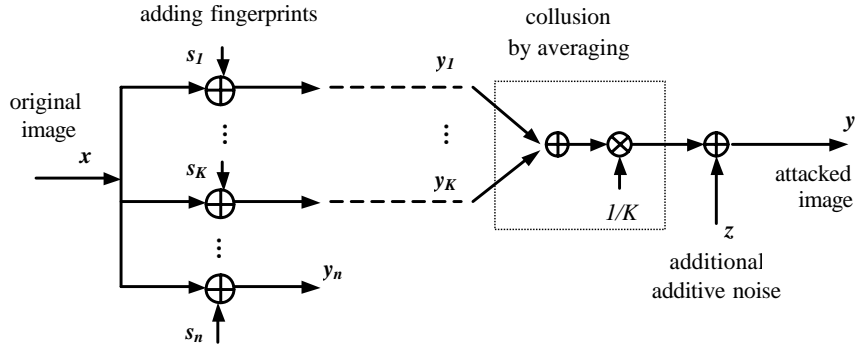 adding fingerprints
collusion
by averaging
s1
y1
y
original
image
...
...
x
sK
yK
1/K
attacked
image
...
z
yn
additional
additive noise
sn